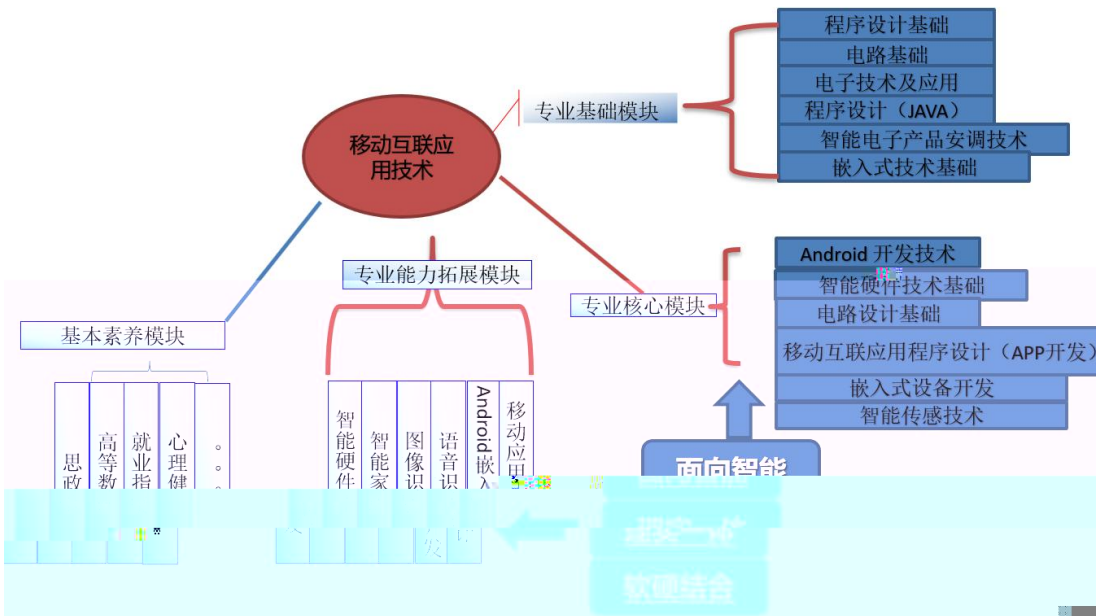 移动互联应
用技术
专业基础模块
程序设计基础
电路基础
电子技术及应用
程序设计（JAVA）
智能电子产品安调技术
嵌入式技术基础
专业能力拓展模块
专业核心模块
Android 开发技术
智能硬件技术基础
电路设计基础
移动互联应用程序设计（APP开发）
嵌入式设备开发
智能传感技术
基本素养模块
思政
高等数
就业指
心理健
。。。
智能硬件
智能家
图像识
语音识
Android嵌入
移动应用
发
面向智能
软硬结合